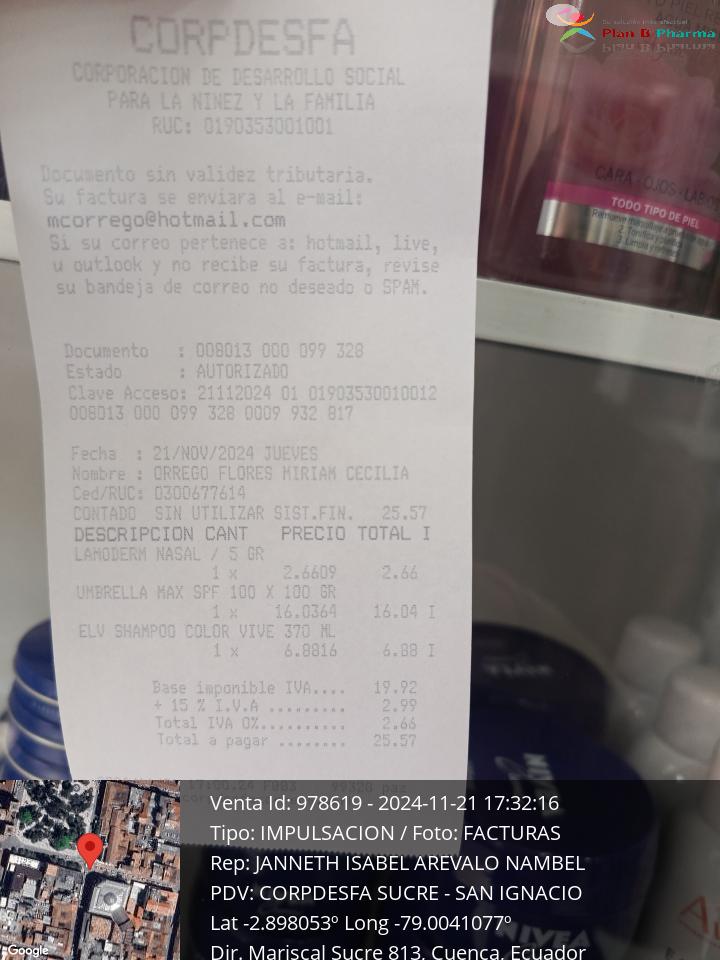 CORPDESFA
CORPORACION DE DESARROLLO SOCIAL
PARA LA NINEZ Y LA FAMILIA
RUC: 0190353001001
Documento sin validez tributaria.
Su factura se enviara al e-mail:
mcorrego@hotmail.com
Si su correo pertenece a: hotmail, live,
u outlook y no recibe su factura, revise
su bandeja de correo no deseado o SPAM.
Documento : 008013 000 099 328
Estado : AUTORIZADO
Clave Acceso: 21112024 01 01903530010012
008013 000 099 328 0009 932 817
Fecha : 21/NOV/2024 JUEVES
Nombre : ORREGO FLORES MIRIAM CECILIA
Ced/RUC: 0300677614
CONTADO SIN UTILIZAR SIST.FIN. 25.57
DESCRIPCION CANT PRECIO TOTAL I
LAMODERM NASAL / 5 GR
1 x 2.6609 2.66
UMBRELLA MAX SPF 100 X 100 GR
1 x 16.0364 16.04 I
ELV SHAMPOO COLOR VIVE 370 ML
1 x 6.8816 6.88 I
Base imponible IVA.... 19.92
+ 15 % I.V.A ......... 2.99
Total IVA 0%.......... 2.66
Total a pagar ........ 25.57
Plan B Pharma
CARA - OJOS - LABIOS
TODO TIPO DE PIEL
NIVEA
NIVEA
Venta Id: 978619 - 2024-11-21 17:32:16
Tipo: IMPULSACION / Foto: FACTURAS
Rep: JANNETH ISABEL AREVALO NAMBEL
PDV: CORPDESFA SUCRE - SAN IGNACIO
Lat -2.898053º Long -79.0041077º
Dir. Mariscal Sucre 813, Cuenca, Ecuador
Google